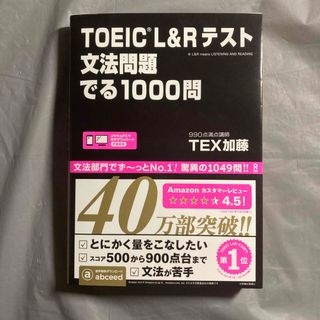 TOEIC® L&Rテスト
※ L&R means LISTENING AND READING
文法問題
でる1000問
990点満点講師
TEX加藤
文法部門でず〜っとNo.1! 驚異の1049問!!
Amazon カスタマーレビュー
4.5!
40万部突破!!
とにかく量をこなしたい
スコア500から900点台まで
文法が苦手
a
abceed
TOEIC L&R TEST
第1位